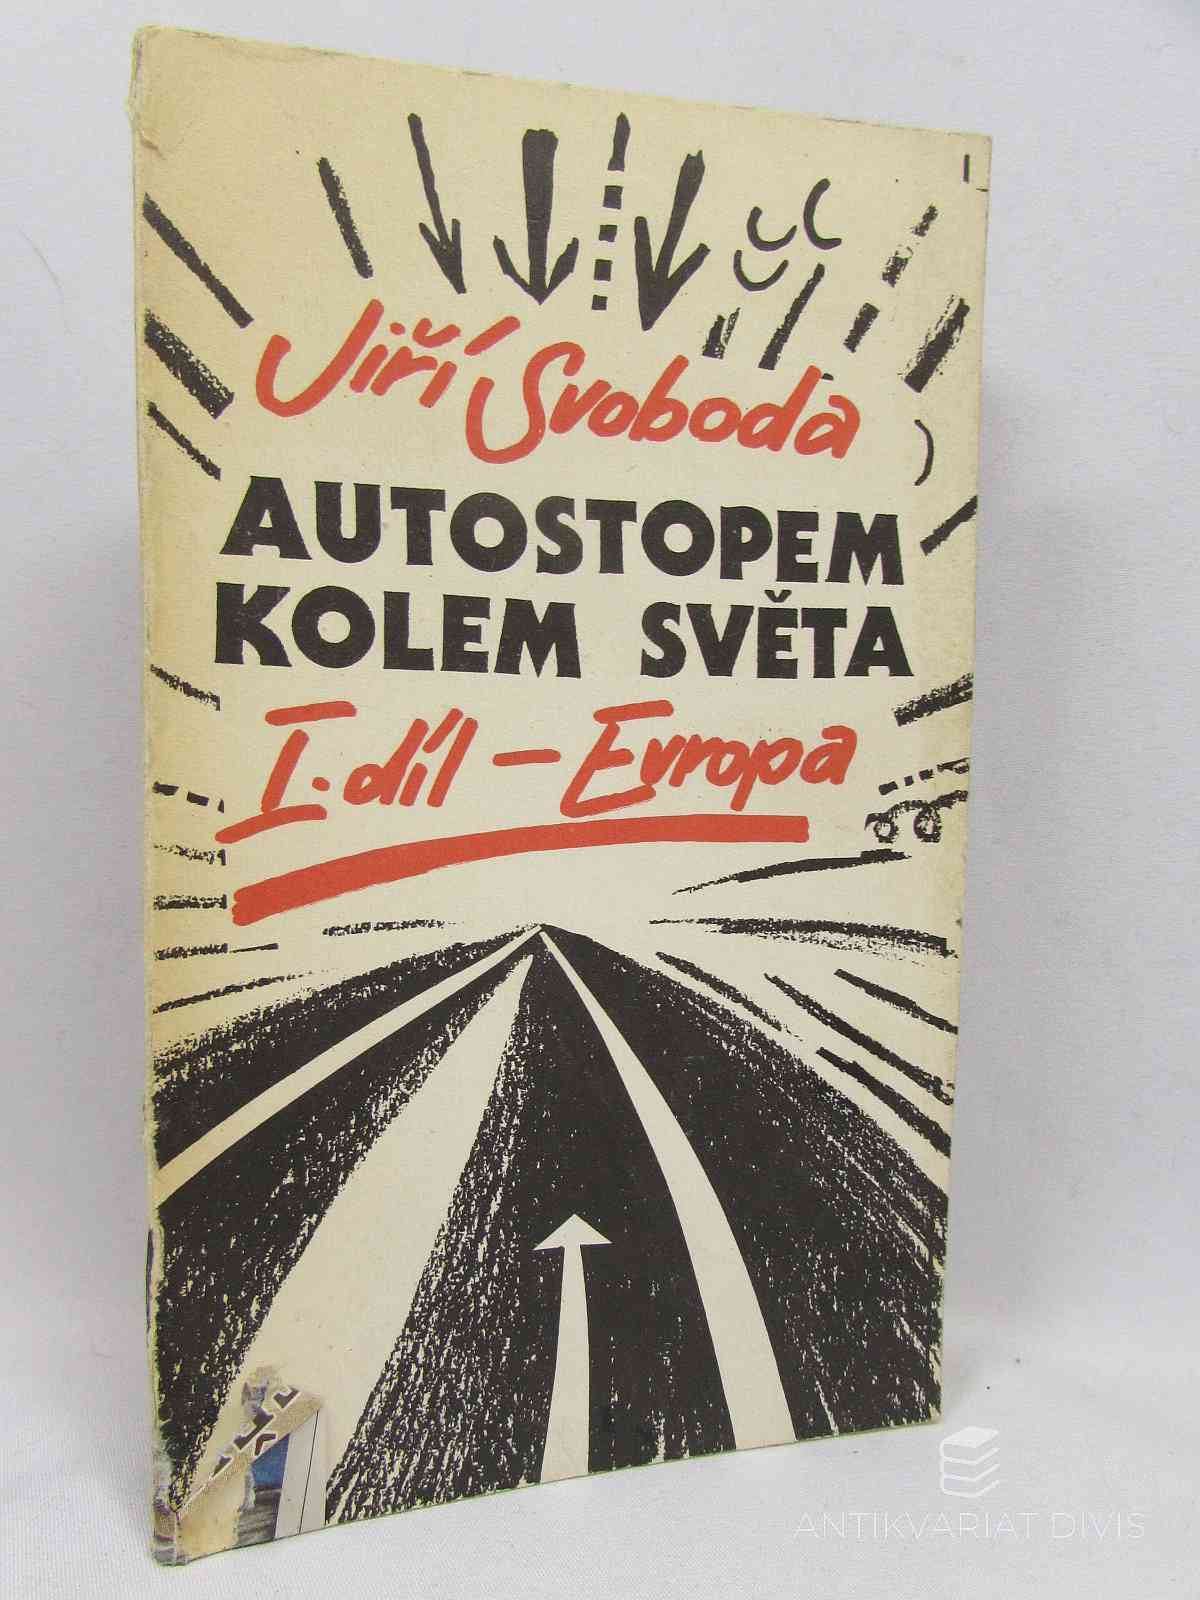 Jiří Svoboda
AUTOSTOPEM
KOLEM SVĚTA
I. díl – Evropa
ANTIKVARIAT DIVIS